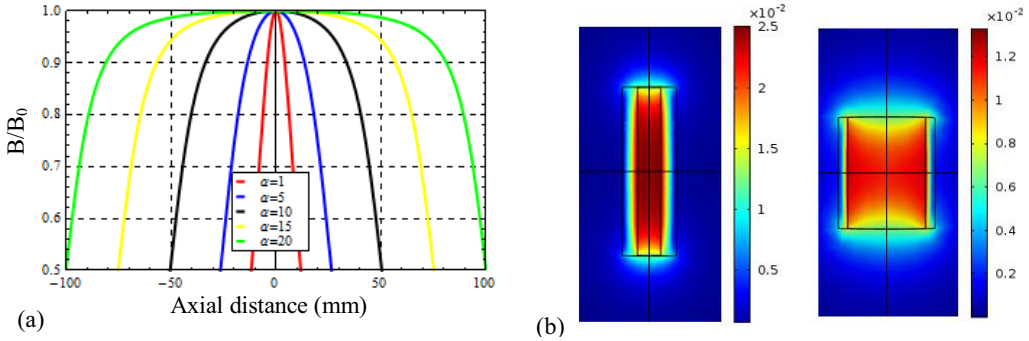 1.0
0.9
0.8
0.7
0.6
0.5
B/B₀
α=1
α=5
α=10
α=15
α=20
−100 −50 0 50 100
Axial distance (mm)
(a)
×10⁻²
2.5
2.0
1.5
1
0.5
×10⁻²
1.2
1.0
0.8
0.6
0.4
0.2
(b)